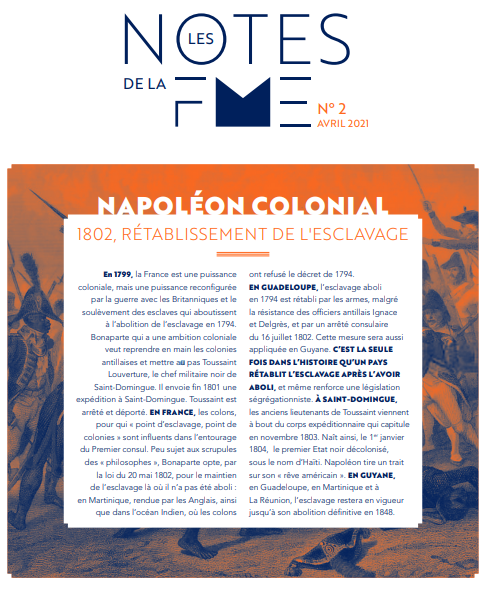 LES
NOTES
DE LA
FME
Nº 2
AVRIL 2021
NAPOLÉON COLONIAL
1802, RÉTABLISSEMENT DE L'ESCLAVAGE
En 1799, la France est une puissance
coloniale, mais une puissance reconfigurée
par la guerre avec les Britanniques et le
soulèvement des esclaves qui aboutissent
à l'abolition de l'esclavage en 1794.
Bonaparte qui a une ambition coloniale
veut reprendre en main les colonies
antillaises et mettre au pas Toussaint
Louverture, le chef militaire noir de
Saint-Domingue. Il envoie fin 1801 une
expédition à Saint-Domingue. Toussaint est
arrêté et déporté. EN FRANCE, les colons,
pour qui « point d'esclave, point de
colonies » sont influents dans l'entourage
du Premier consul. Peu sujet aux scrupules
des « philosophes », Bonaparte opte, par
la loi du 20 mai 1802, pour le maintien
de l'esclavage là où il n'a pas été aboli :
en Martinique, rendue par les Anglais, ainsi
que dans l'océan Indien, où les colons
ont refusé le décret de 1794.
EN GUADELOUPE, l'esclavage aboli
en 1794 est rétabli par les armes, malgré
la résistance des officiers antillais Ignace
et Delgrès, et par un arrêté consulaire
du 16 juillet 1802. Cette mesure sera aussi
appliquée en Guyane. C'EST LA SEULE
FOIS DANS L'HISTOIRE QU'UN PAYS
RÉTABLIT L'ESCLAVAGE APRÈS L'AVOIR
ABOLI, et même renforce une législation
ségrégationniste. À SAINT-DOMINGUE,
les anciens lieutenants de Toussaint viennent
à bout du corps expéditionnaire qui capitule
en novembre 1803. Naît ainsi, le 1er janvier
1804, le premier Etat noir décolonisé,
sous le nom d'Haïti. Napoléon tire un trait
sur son « rêve américain ». EN GUYANE,
en Guadeloupe, en Martinique et à
La Réunion, l'esclavage restera en vigueur
jusqu'à son abolition définitive en 1848.